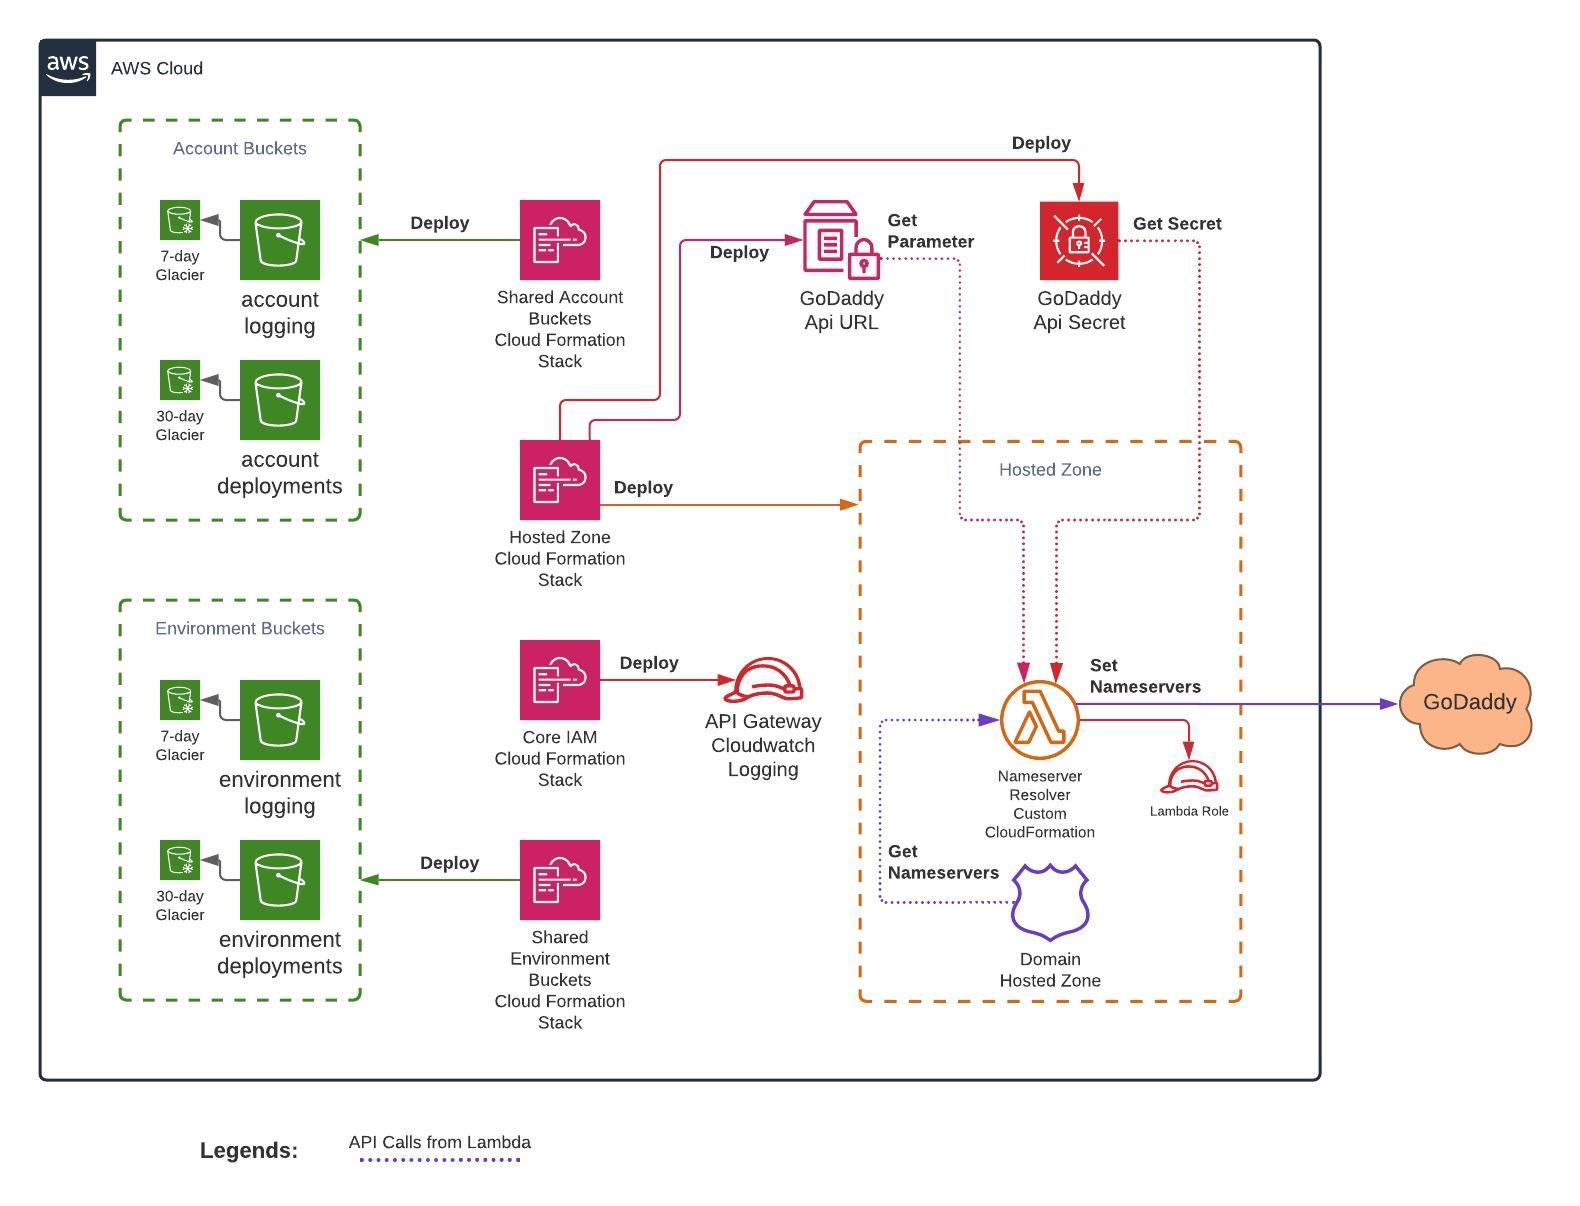 aws
AWS Cloud
Account Buckets
7-day
Glacier
account
logging
30-day
Glacier
account
deployments
Deploy
Shared Account
Buckets
Cloud Formation
Stack
Deploy
GoDaddy
Api URL
Get
Parameter
Deploy
GoDaddy
Api Secret
Get Secret
Hosted Zone
Cloud Formation
Stack
Deploy
Hosted Zone
Environment Buckets
7-day
Glacier
environment
logging
30-day
Glacier
environment
deployments
Core IAM
Cloud Formation
Stack
Deploy
API Gateway
Cloudwatch
Logging
Deploy
Shared
Environment
Buckets
Cloud Formation
Stack
Set
Nameservers
GoDaddy
Nameserver
Resolver
Custom
CloudFormation
Lambda Role
Get
Nameservers
Domain
Hosted Zone
Legends:
API Calls from Lambda